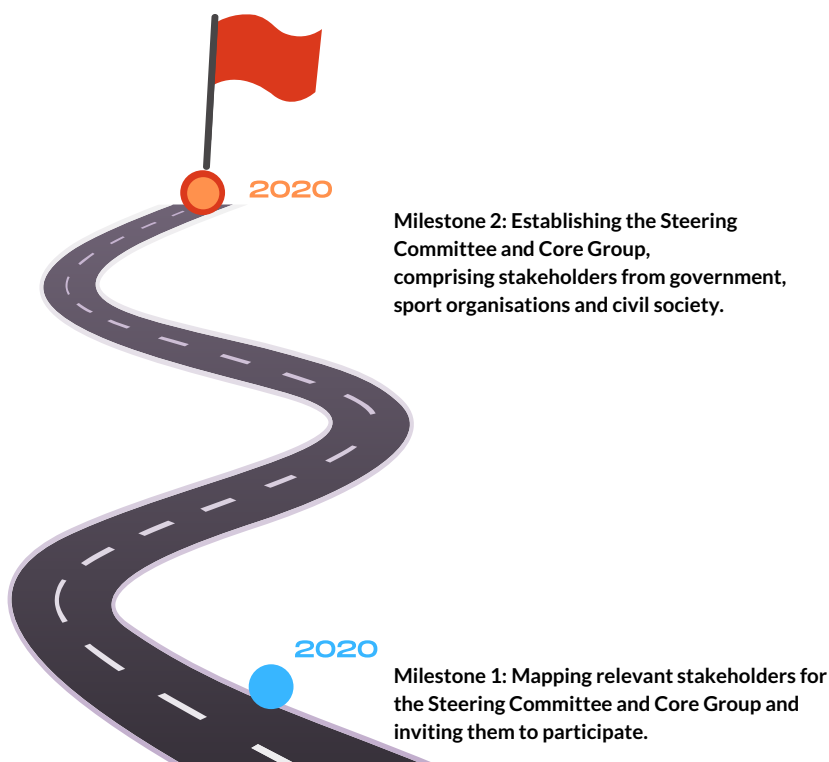 2020
Milestone 2: Establishing the Steering
Committee and Core Group,
comprising stakeholders from government,
sport organisations and civil society.
2020
Milestone 1: Mapping relevant stakeholders for
the Steering Committee and Core Group and
inviting them to participate.